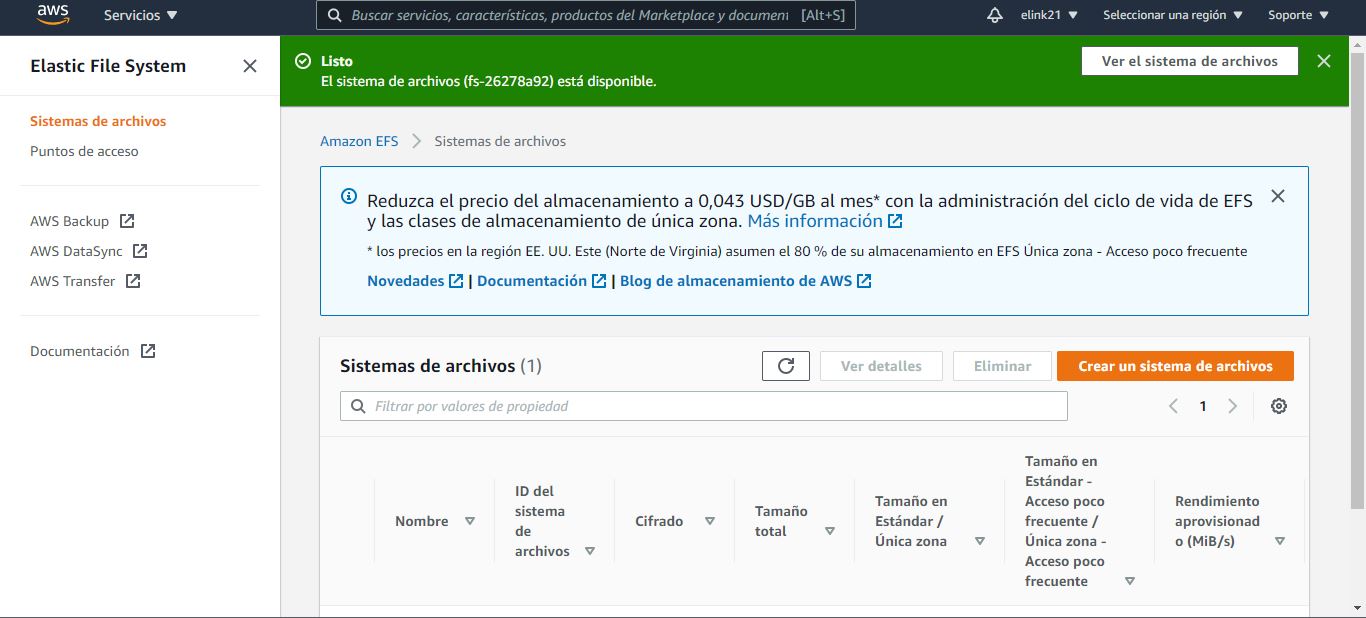 aws
Servicios
Buscar servicios, características, productos del Marketplace y document [Alt+S]
elink21
Seleccionar una región
Soporte
Elastic File System
Sistemas de archivos
Puntos de acceso
AWS Backup
AWS DataSync
AWS Transfer
Documentación
Listo
El sistema de archivos (fs-26278a92) está disponible.
Ver el sistema de archivos
Amazon EFS
Sistemas de archivos
Reduzca el precio del almacenamiento a 0,043 USD/GB al mes* con la administración del ciclo de vida de EFS
y las clases de almacenamiento de única zona. Más información
* los precios en la región EE. UU. Este (Norte de Virginia) asumen el 80 % de su almacenamiento en EFS Única zona - Acceso poco frecuente
Novedades | Documentación | Blog de almacenamiento de AWS
Sistemas de archivos (1)
Ver detalles
Eliminar
Crear un sistema de archivos
Filtrar por valores de propiedad
1
Nombre
ID del
sistema
de
archivos
Cifrado
Tamaño
total
Tamaño en
Estándar /
Única zona
Tamaño en
Estándar -
Acceso poco
frecuente /
Única zona -
Acceso poco
frecuente
Rendimiento
aprovisionad
o (MiB/s)